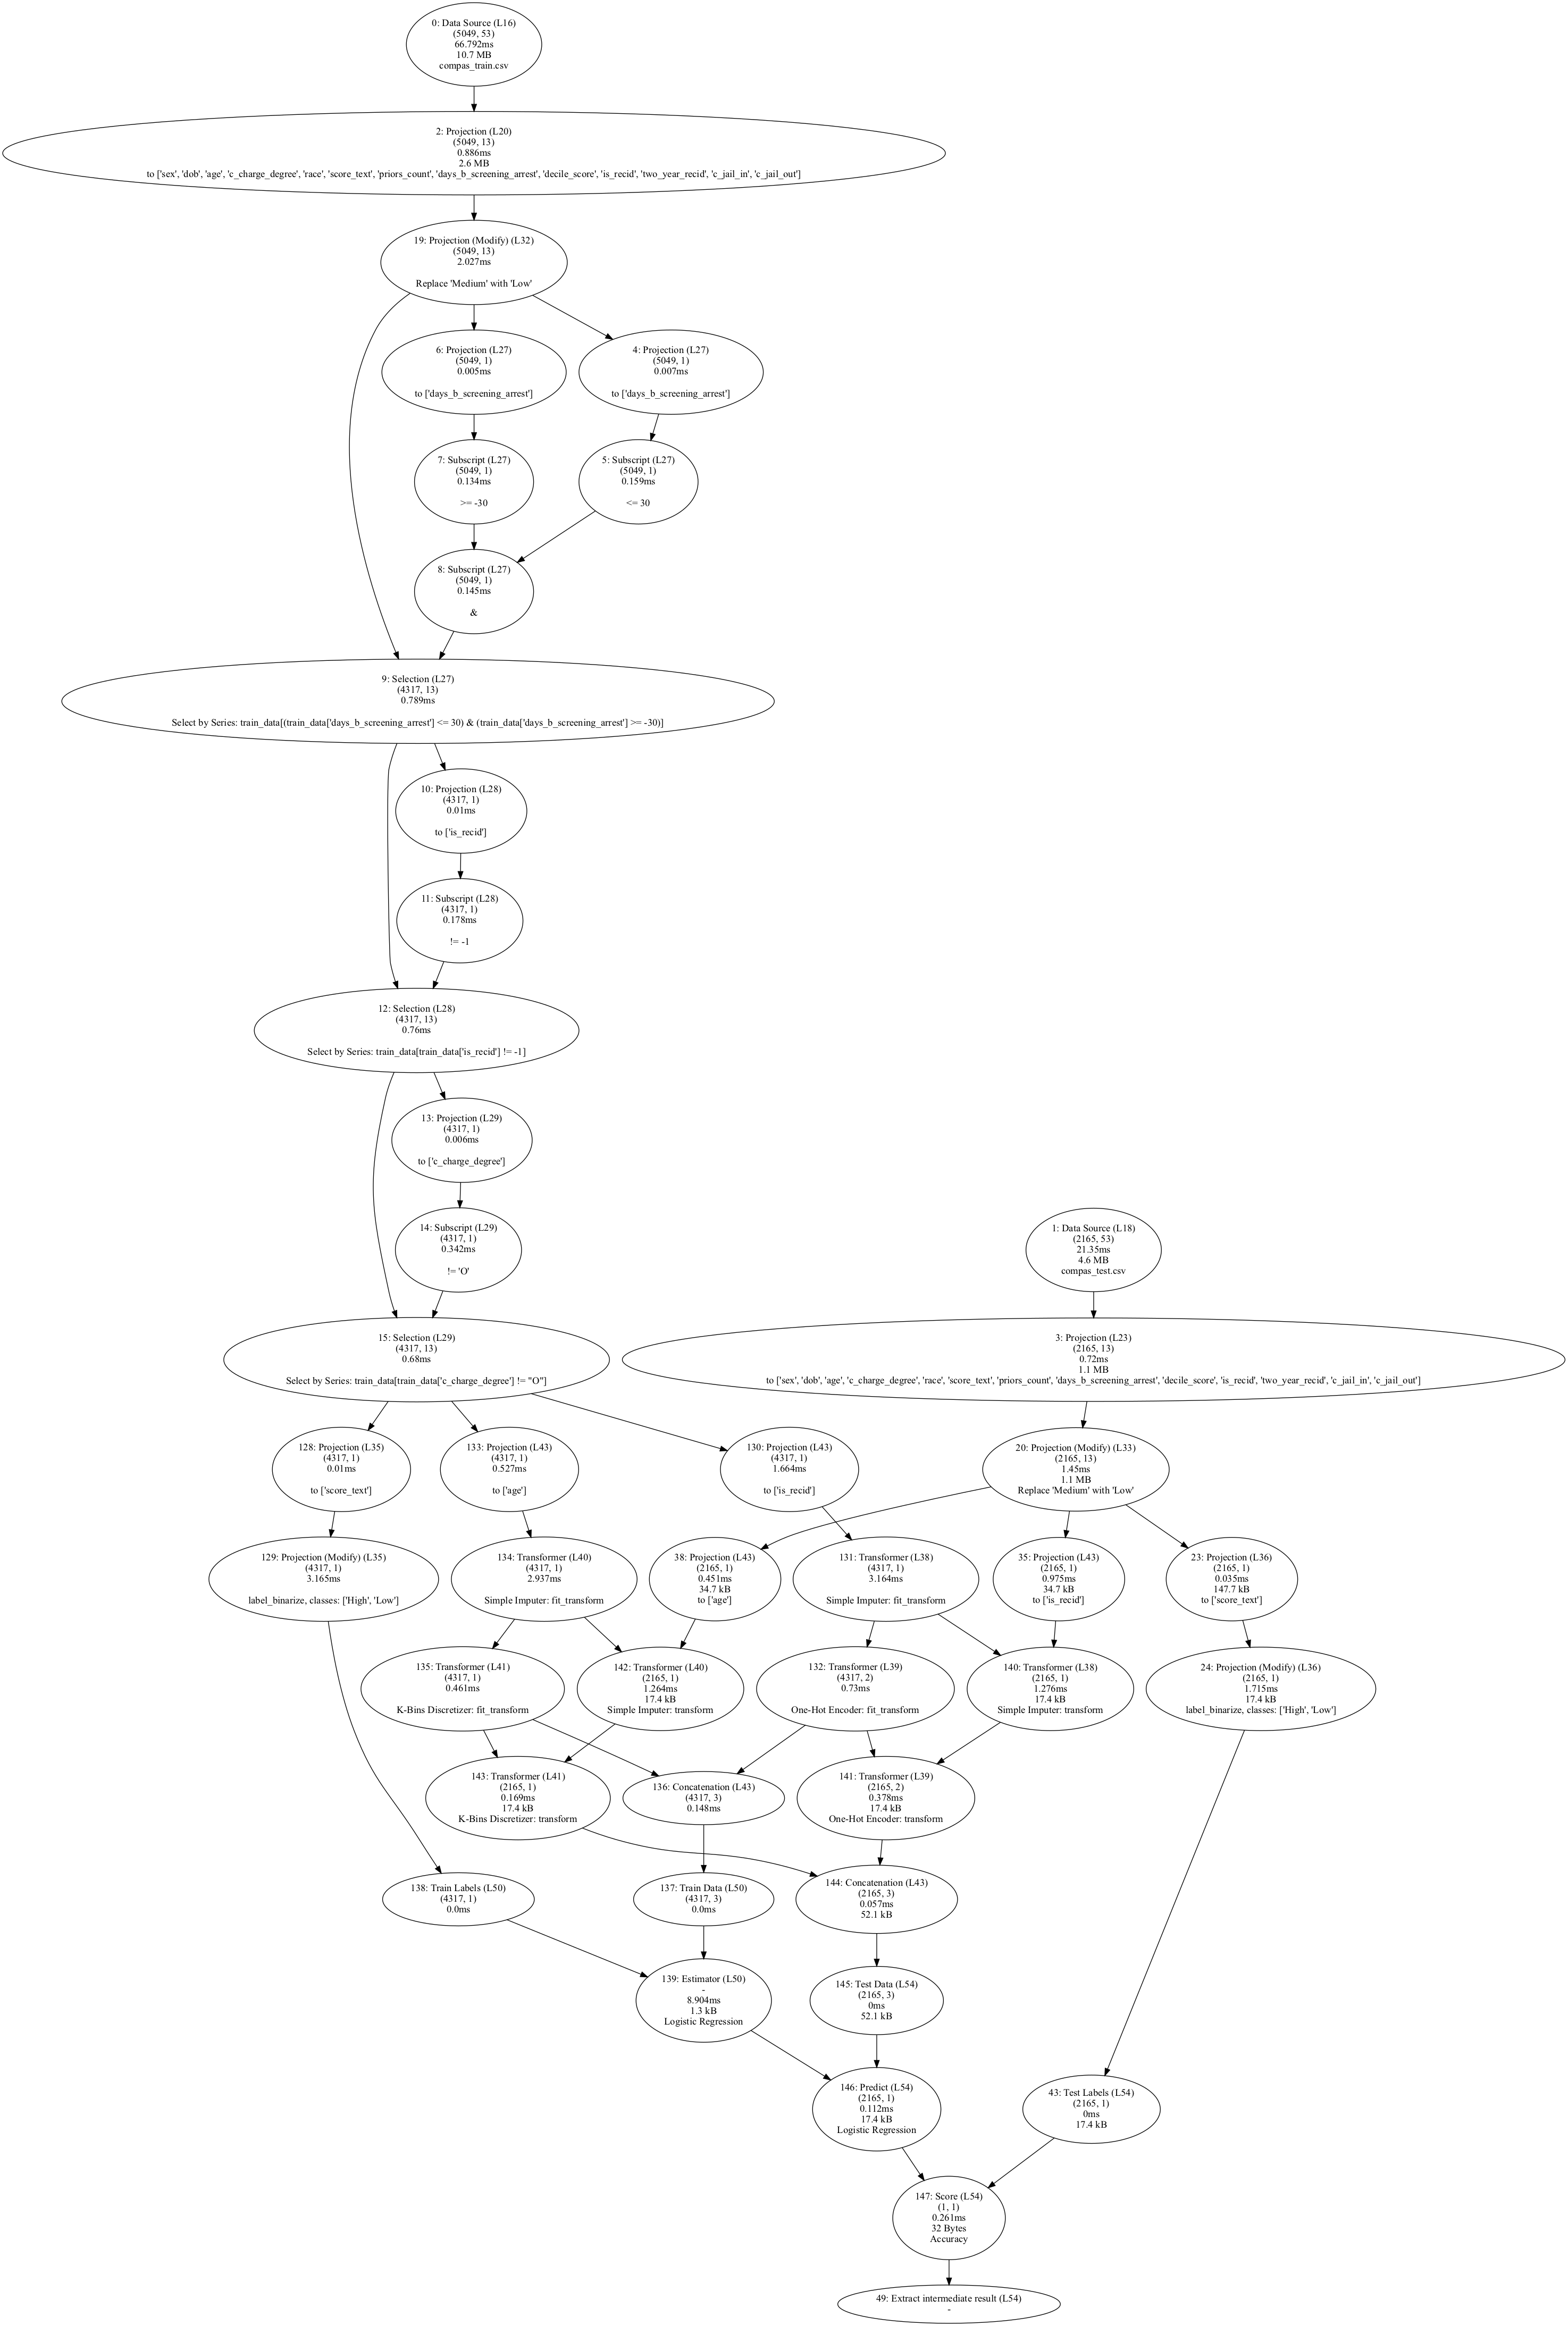 0: Data Source (L16)
(5049, 53)
66.792ms
10.7 MB
compas_train.csv
2: Projection (L20)
(5049, 13)
0.886ms
2.6 MB
to ['sex', 'dob', 'age', 'c_charge_degree', 'race', 'score_text', 'priors_count', 'days_b_screening_arrest', 'decile_score', 'is_recid', 'two_year_recid', 'c_jail_in', 'c_jail_out']
19: Projection (Modify) (L32)
(5049, 13)
2.027ms
Replace 'Medium' with 'Low'
6: Projection (L27)
(5049, 1)
0.005ms
to ['days_b_screening_arrest']
4: Projection (L27)
(5049, 1)
0.007ms
to ['days_b_screening_arrest']
7: Subscript (L27)
(5049, 1)
0.134ms
>= -30
5: Subscript (L27)
(5049, 1)
0.159ms
<= 30
8: Subscript (L27)
(5049, 1)
0.145ms
&
9: Selection (L27)
(4317, 13)
0.789ms
Select by Series: train_data[(train_data['days_b_screening_arrest'] <= 30) & (train_data['days_b_screening_arrest'] >= -30)]
10: Projection (L28)
(4317, 1)
0.01ms
to ['is_recid']
11: Subscript (L28)
(4317, 1)
0.178ms
!= -1
12: Selection (L28)
(4317, 13)
0.76ms
Select by Series: train_data[train_data['is_recid'] != -1]
13: Projection (L29)
(4317, 1)
0.006ms
to ['c_charge_degree']
14: Subscript (L29)
(4317, 1)
0.342ms
!= 'O'
1: Data Source (L18)
(2165, 53)
21.35ms
4.6 MB
compas_test.csv
15: Selection (L29)
(4317, 13)
0.68ms
Select by Series: train_data[train_data['c_charge_degree'] != "O"]
3: Projection (L23)
(2165, 13)
0.72ms
1.1 MB
to ['sex', 'dob', 'age', 'c_charge_degree', 'race', 'score_text', 'priors_count', 'days_b_screening_arrest', 'decile_score', 'is_recid', 'two_year_recid', 'c_jail_in', 'c_jail_out']
128: Projection (L35)
(4317, 1)
0.01ms
to ['score_text']
133: Projection (L43)
(4317, 1)
0.527ms
to ['age']
130: Projection (L43)
(4317, 1)
1.664ms
to ['is_recid']
20: Projection (Modify) (L33)
(2165, 13)
1.45ms
1.1 MB
Replace 'Medium' with 'Low'
129: Projection (Modify) (L35)
(4317, 1)
3.165ms
label_binarize, classes: ['High', 'Low']
134: Transformer (L40)
(4317, 1)
2.937ms
Simple Imputer: fit_transform
38: Projection (L43)
(2165, 1)
0.451ms
34.7 kB
to ['age']
131: Transformer (L38)
(4317, 1)
3.164ms
Simple Imputer: fit_transform
35: Projection (L43)
(2165, 1)
0.975ms
34.7 kB
to ['is_recid']
23: Projection (L36)
(2165, 1)
0.035ms
147.7 kB
to ['score_text']
135: Transformer (L41)
(4317, 1)
0.461ms
K-Bins Discretizer: fit_transform
142: Transformer (L40)
(2165, 1)
1.264ms
17.4 kB
Simple Imputer: transform
132: Transformer (L39)
(4317, 2)
0.73ms
One-Hot Encoder: fit_transform
140: Transformer (L38)
(2165, 1)
1.276ms
17.4 kB
Simple Imputer: transform
24: Projection (Modify) (L36)
(2165, 1)
1.715ms
17.4 kB
label_binarize, classes: ['High', 'Low']
143: Transformer (L41)
(2165, 1)
0.169ms
17.4 kB
K-Bins Discretizer: transform
136: Concatenation (L43)
(4317, 3)
0.148ms
141: Transformer (L39)
(2165, 2)
0.378ms
17.4 kB
One-Hot Encoder: transform
138: Train Labels (L50)
(4317, 1)
0.0ms
137: Train Data (L50)
(4317, 3)
0.0ms
144: Concatenation (L43)
(2165, 3)
0.057ms
52.1 kB
139: Estimator (L50)
-
8.904ms
1.3 kB
Logistic Regression
145: Test Data (L54)
(2165, 3)
0ms
52.1 kB
146: Predict (L54)
(2165, 1)
0.112ms
17.4 kB
Logistic Regression
43: Test Labels (L54)
(2165, 1)
0ms
17.4 kB
147: Score (L54)
(1, 1)
0.261ms
32 Bytes
Accuracy
49: Extract intermediate result (L54)
-